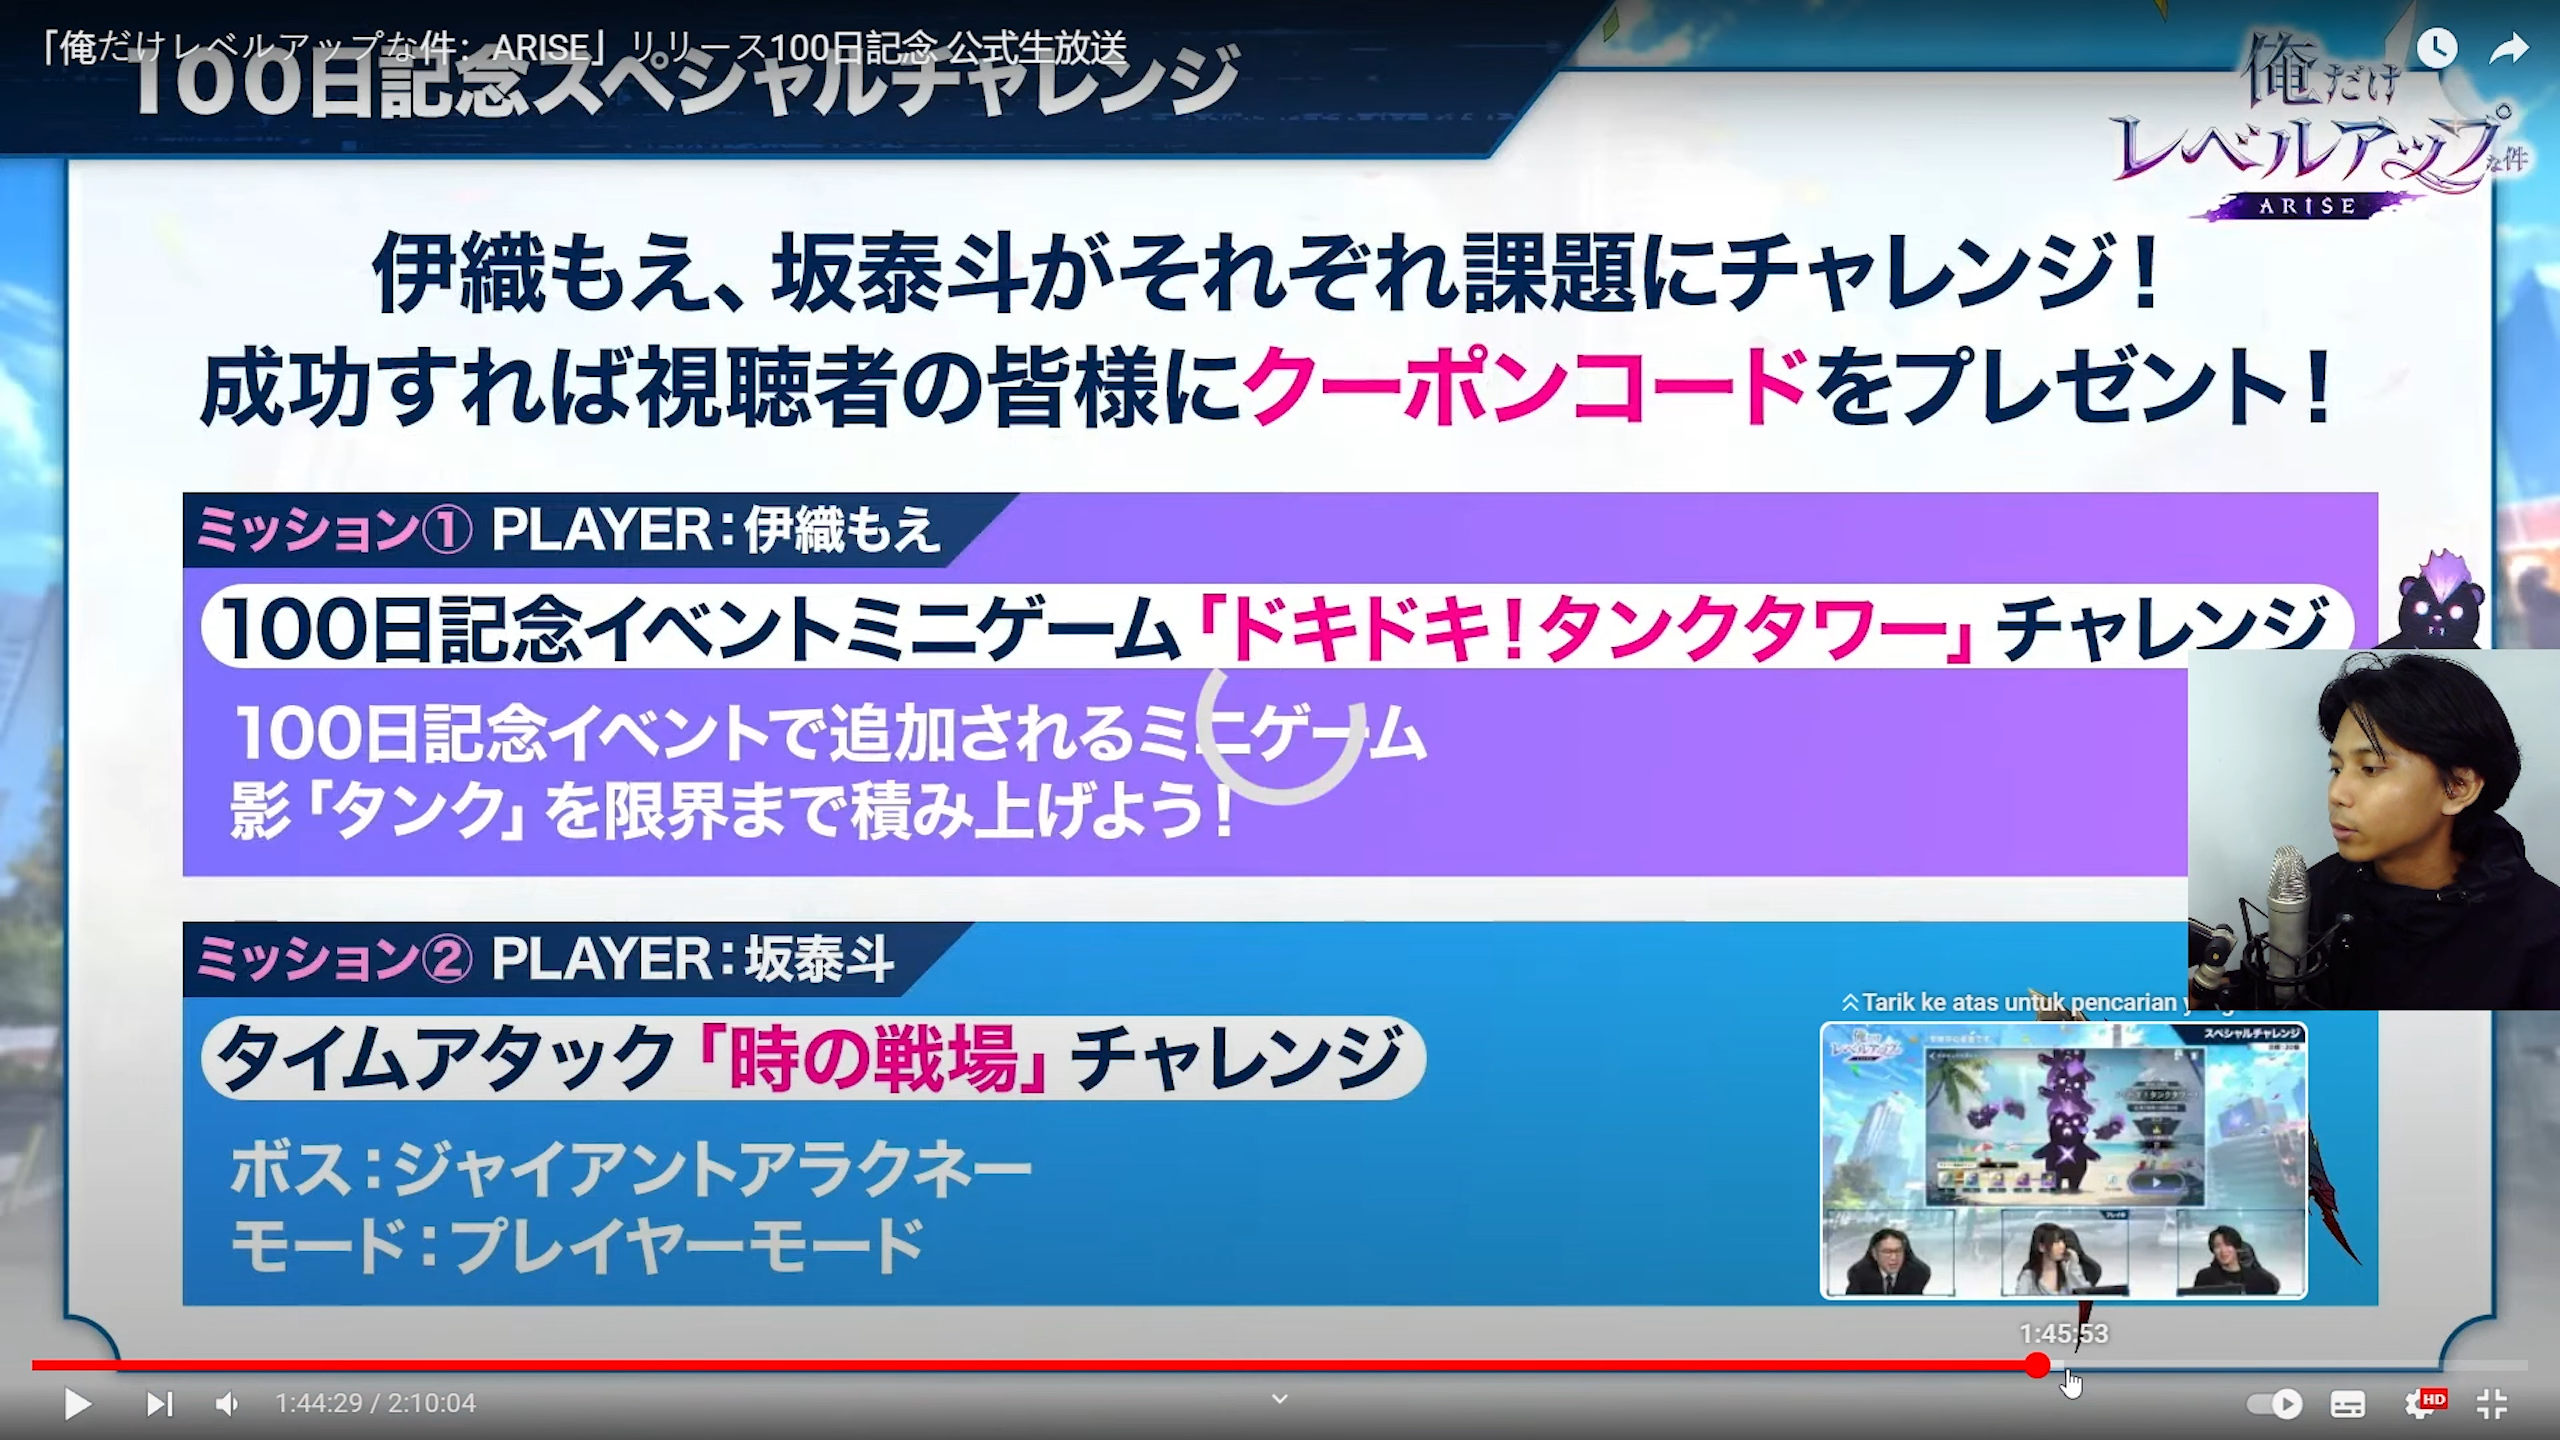 「俺だけレベルアップな件：ARISE」リリース100日記念 公式生放送
100日記念スペシャルチャレンジ
俺だけ
レベルアップな件
ARISE
伊織もえ、坂泰斗がそれぞれ課題にチャレンジ！
成功すれば視聴者の皆様にクーポンコードをプレゼント！
ミッション① PLAYER：伊織もえ
100日記念イベントミニゲーム「ドキドキ！タンクタワー」チャレンジ
100日記念イベントで追加されるミニゲーム
影「タンク」を限界まで積み上げよう！
ミッション② PLAYER：坂泰斗
タイムアタック「時の戦場」チャレンジ
ボス：ジャイアントアラクネー
モード：プレイヤーモード
Tarik ke atas untuk pencarian
スペシャルチャレンジ
1:45:53
1:44:29 / 2:10:04
HD